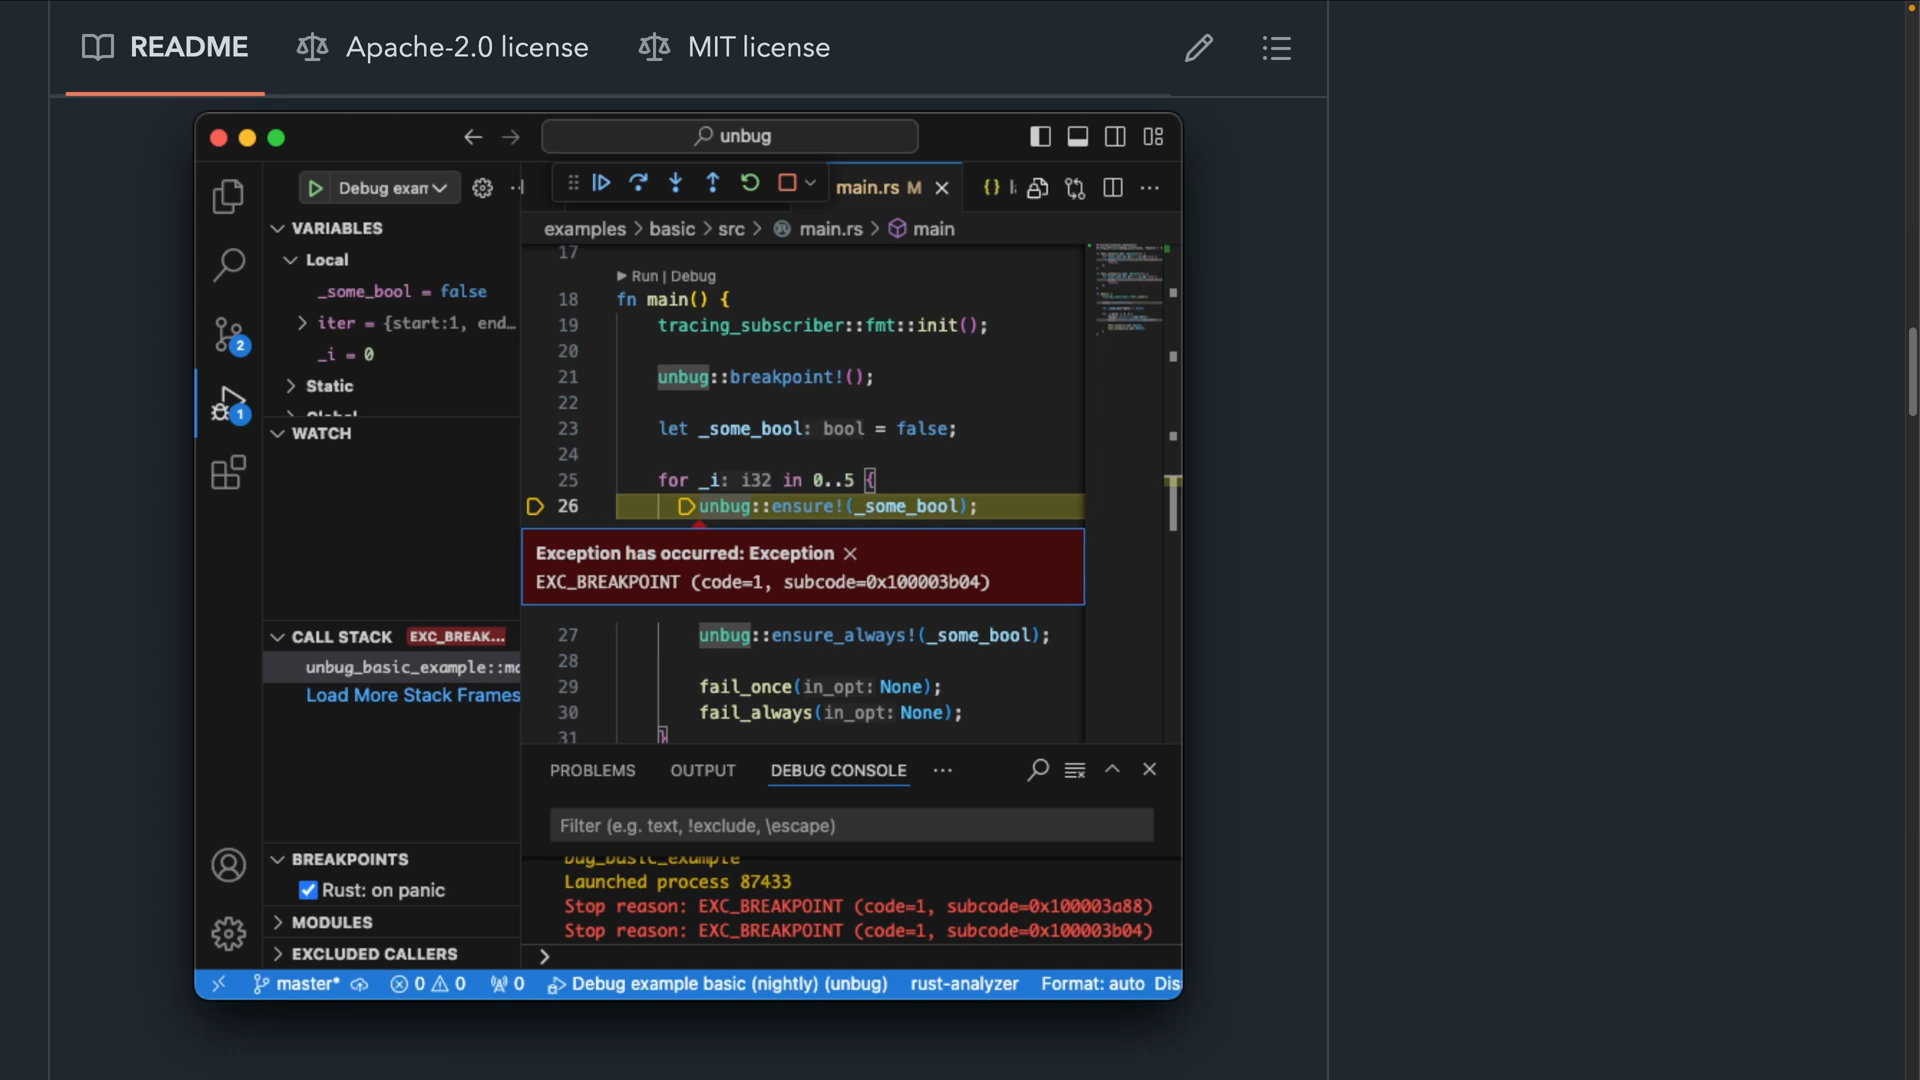 README
Apache-2.0 license
MIT license
unbug
Debug exam
main.rs M
VARIABLES
Local
_some_bool = false
iter = {start:1, end…
_i = 0
Static
Global
WATCH
CALL STACK EXC_BREAK...
unbug_basic_example::ma
Load More Stack Frames
BREAKPOINTS
Rust: on panic
MODULES
EXCLUDED CALLERS
examples > basic > src > main.rs > main
17
Run | Debug
18 fn main() {
19 tracing_subscriber::fmt::init();
20
21 unbug::breakpoint!();
22
23 let _some_bool: bool = false;
24
25 for _i: i32 in 0..5 {
26 unbug::ensure!(_some_bool);
Exception has occurred: Exception
EXC_BREAKPOINT (code=1, subcode=0x100003b04)
27 unbug::ensure_always!(_some_bool);
28
29 fail_once(in_opt: None);
30 fail_always(in_opt: None);
31 }
PROBLEMS OUTPUT DEBUG CONSOLE
Filter (e.g. text, !exclude, \escape)
bug_basic_example
Launched process 87433
Stop reason: EXC_BREAKPOINT (code=1, subcode=0x100003a88)
Stop reason: EXC_BREAKPOINT (code=1, subcode=0x100003b04)
master* 0 0 0 Debug example basic (nightly) (unbug) rust-analyzer Format: auto Dis
2
1